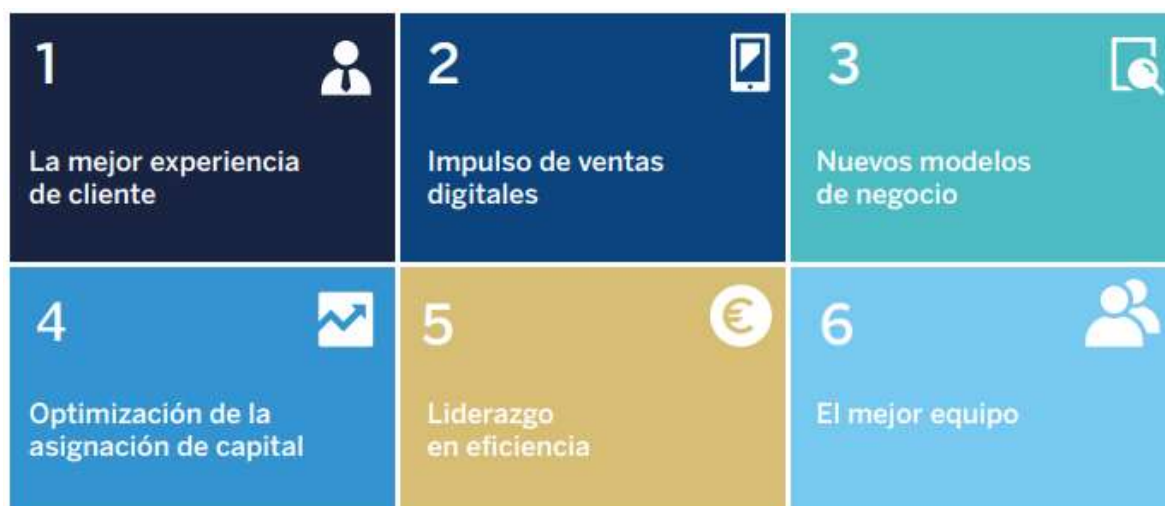 1
La mejor experiencia
de cliente
2
Impulso de ventas
digitales
3
Nuevos modelos
de negocio
4
Optimización de la
asignación de capital
5
€
Liderazgo
en eficiencia
6
El mejor equipo